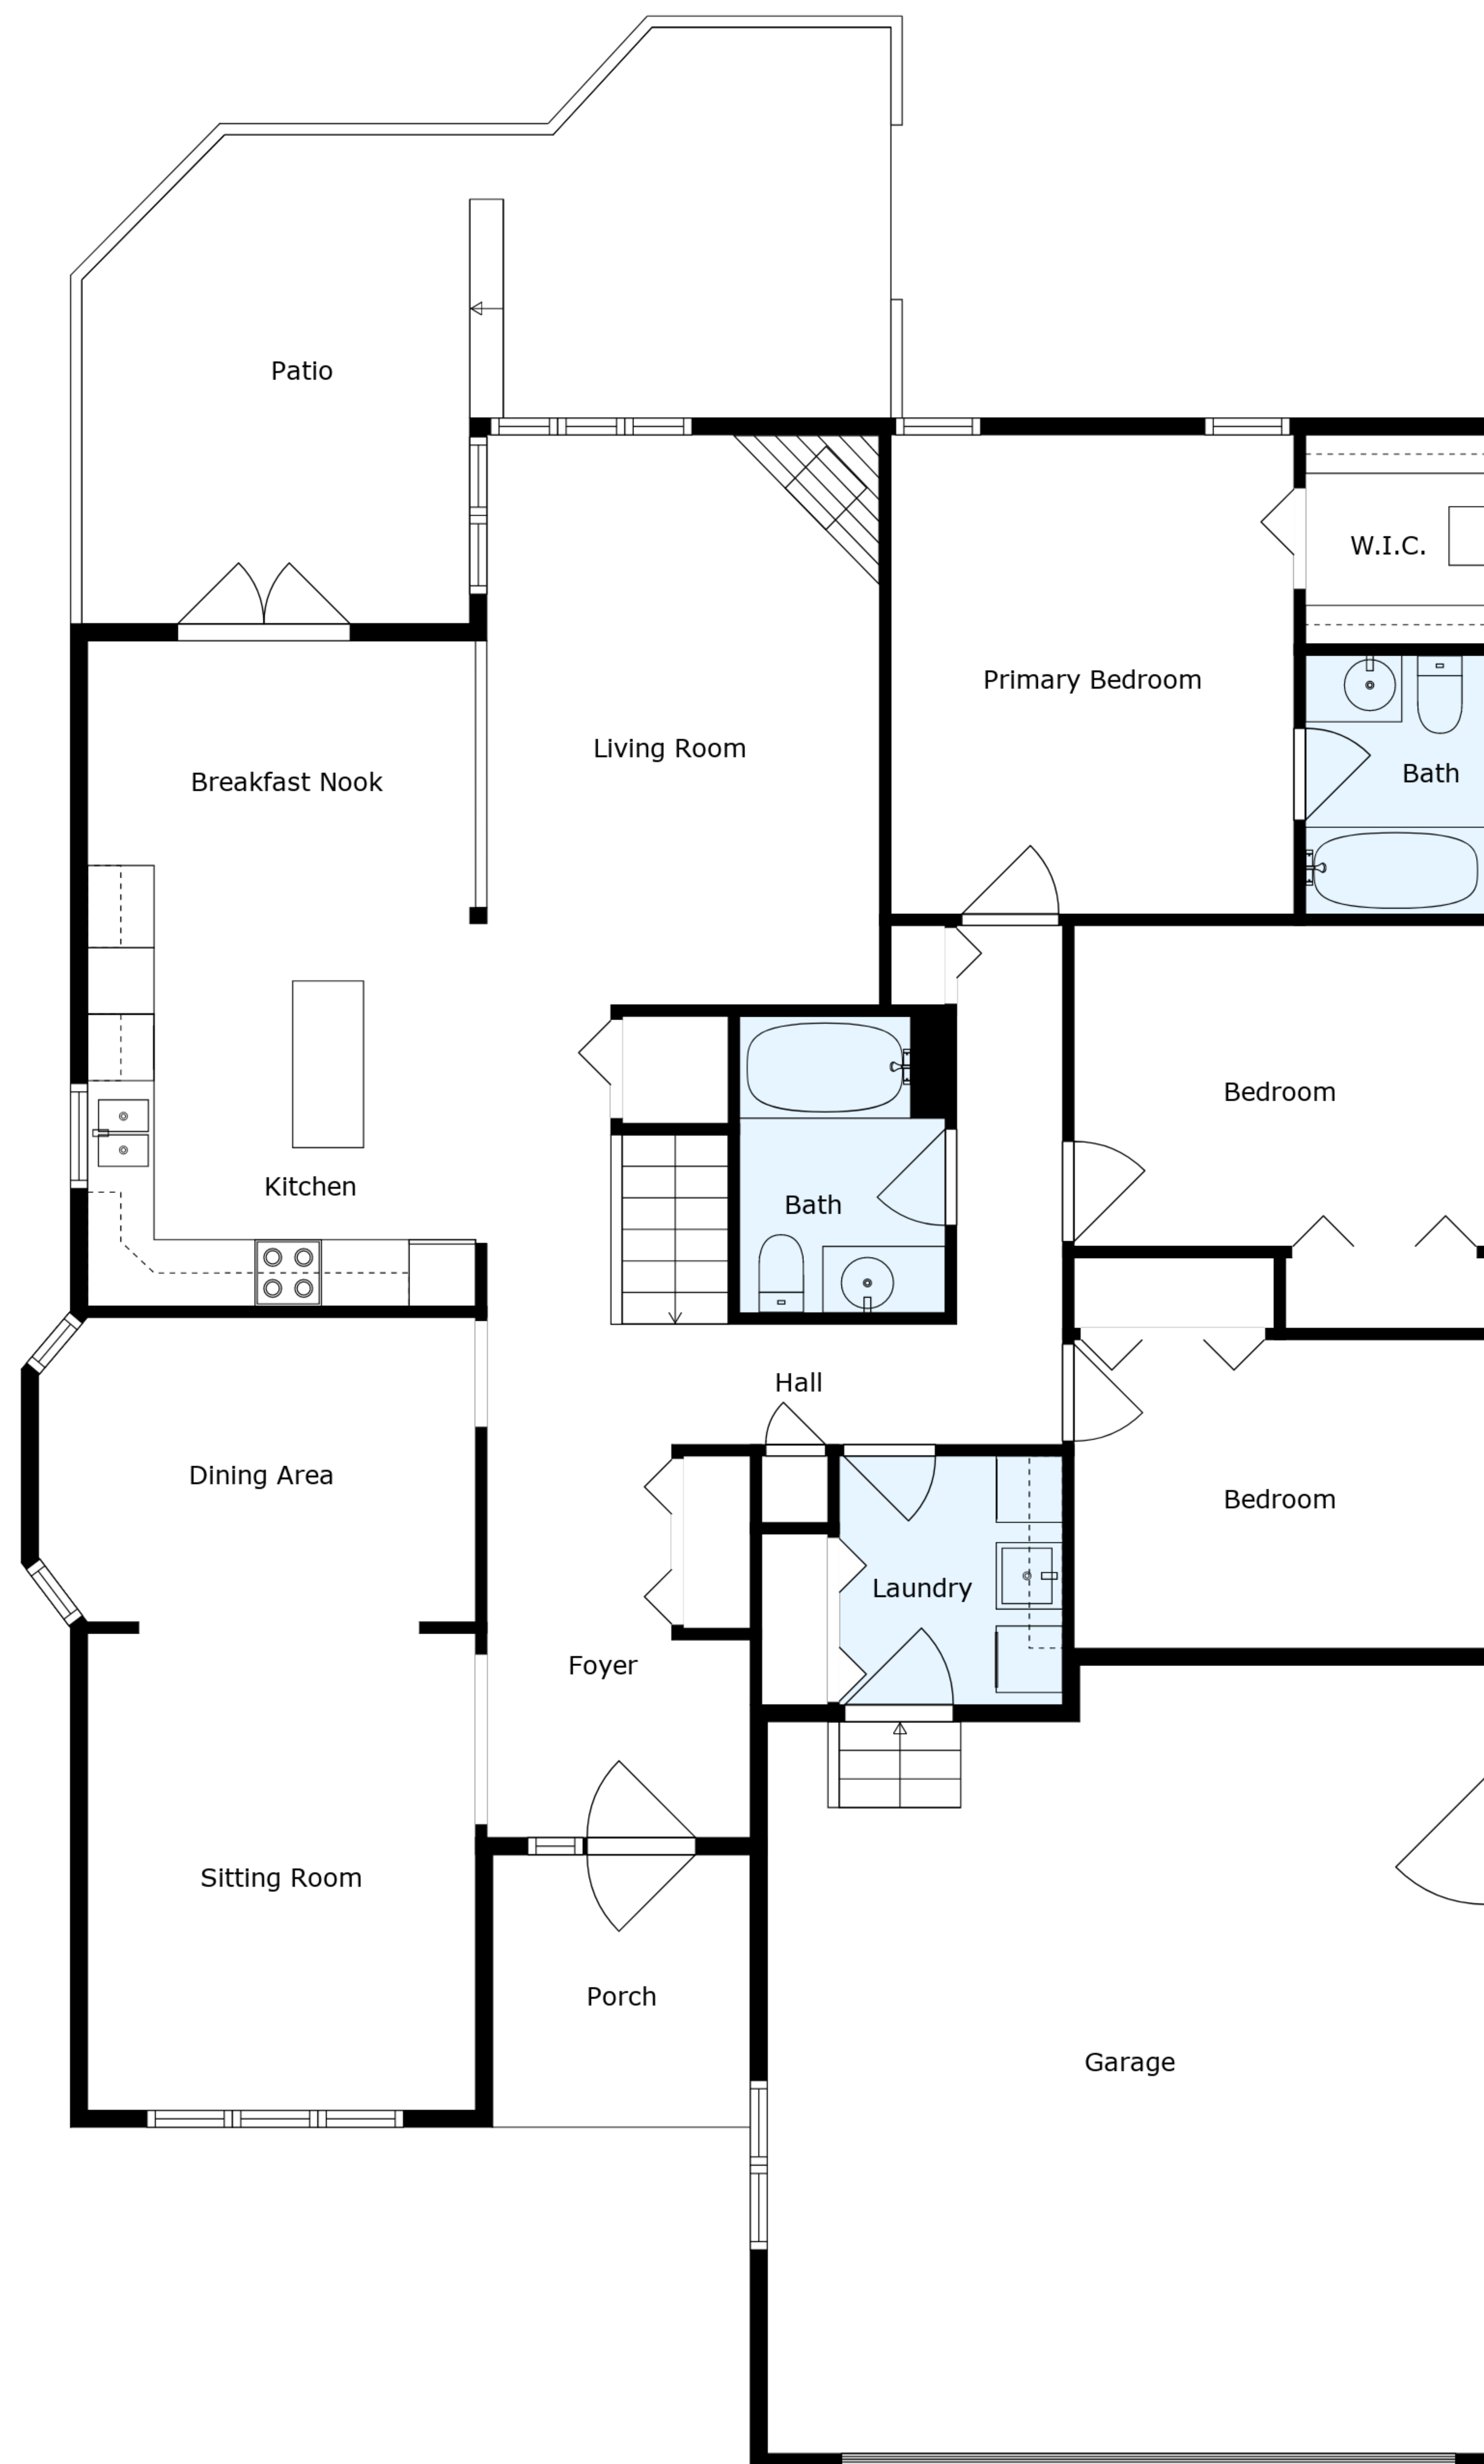 Patio
W.I.C.
Primary Bedroom
Living Room
Bath
Breakfast Nook
Bedroom
Kitchen
Bath
Hall
Dining Area
Bedroom
Laundry
Foyer
Sitting Room
Porch
Garage